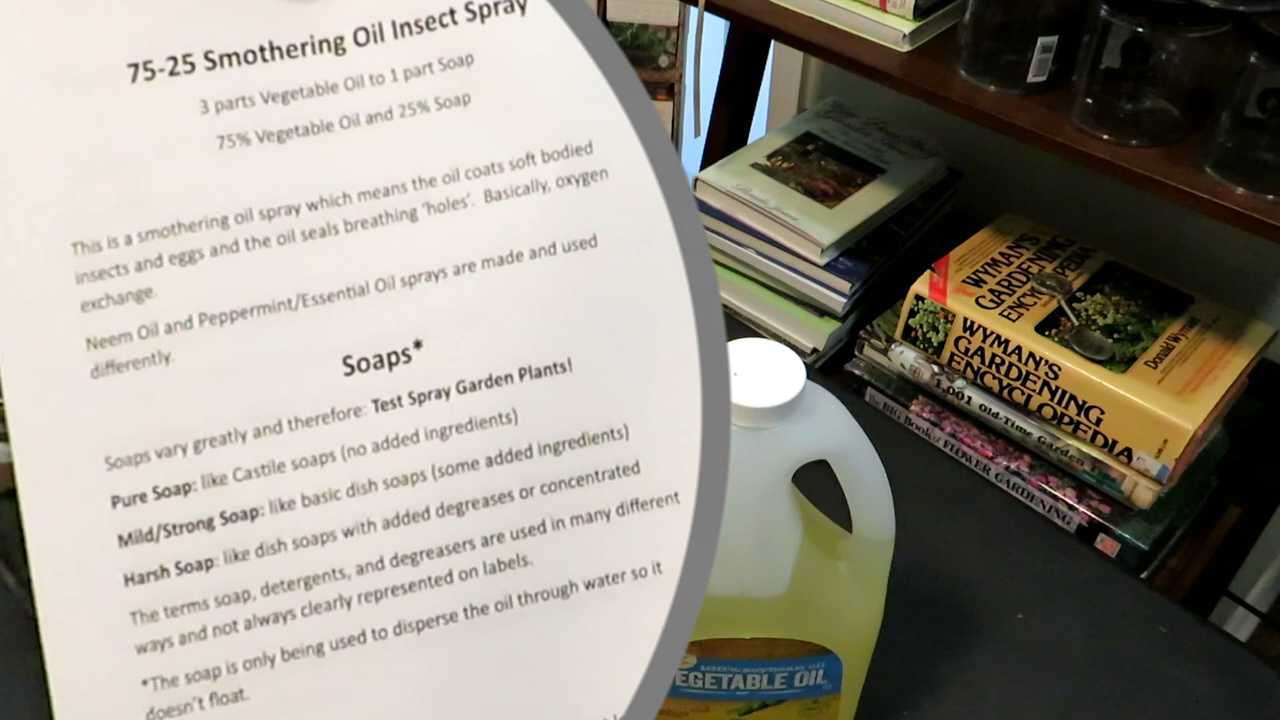 75-25 Smothering Oil Insect Spray
3 parts Vegetable Oil to 1 part Soap
75% Vegetable Oil and 25% Soap
This is a smothering oil spray which means the oil coats soft bodied
insects and eggs and the oil seals breathing 'holes'. Basically, oxygen
exchange.
Neem Oil and Peppermint/Essential Oil sprays are made and used
differently.
Soaps*
Soaps vary greatly and therefore: Test Spray Garden Plants!
Pure Soap: like Castile soaps (no added ingredients)
Mild/Strong Soap: like basic dish soaps (some added ingredients)
Harsh Soap: like dish soaps with added degreases or concentrated
The terms soap, detergents, and degreasers are used in many different
ways and not always clearly represented on labels.
*The soap is only being used to disperse the oil through water so it
doesn't float.
100% soybean oil
EGETABLE OIL
WYMAN'S
GARDENING
ENCYCLOPEDIA
Donald Wyman
WYMAN'S
GARDENING
ENCYCLOPEDIA
1,001 Old-Time Garden
The BIG Book of FLOWER GARDENING